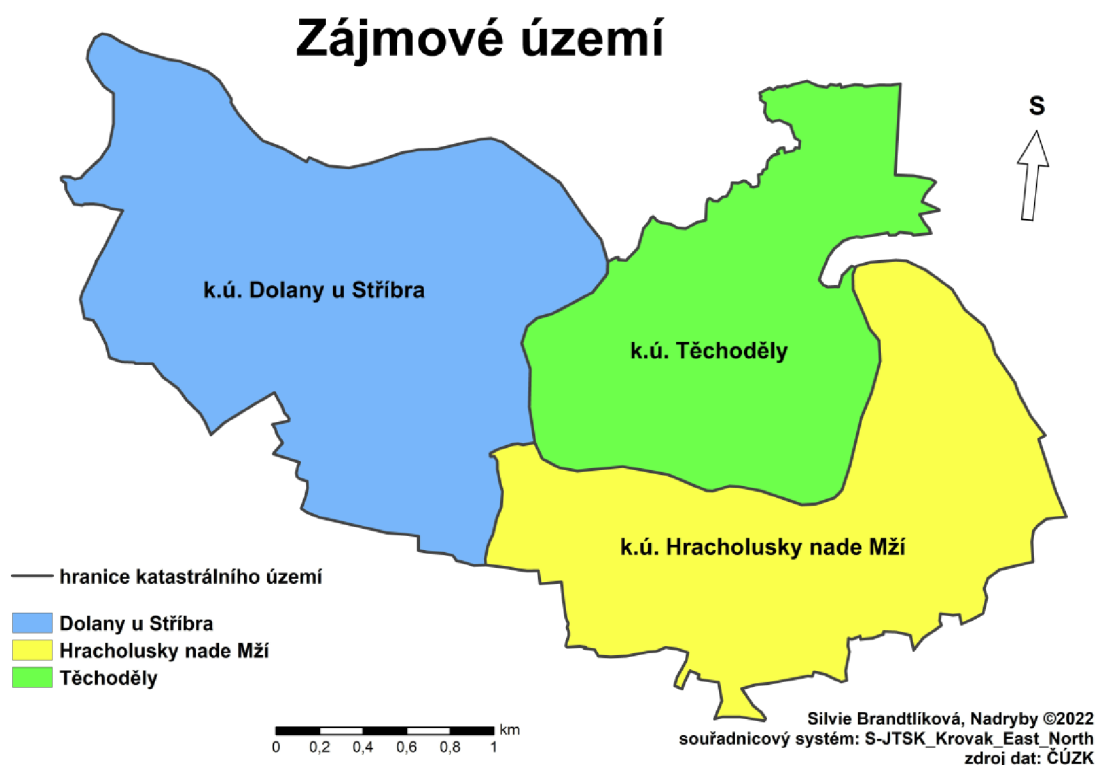 Zájmové území
S
k.ú. Dolany u Stříbra
k.ú. Těchoděly
k.ú. Hracholusky nade Mží
hranice katastrálního území
Dolany u Stříbra
Hracholusky nade Mží
Těchoděly
km
0 0,2 0,4 0,6 0,8 1
Silvie Brandtlíková, Nadryby ©2022
souřadnicový systém: S-JTSK_Krovak_East_North
zdroj dat: ČÚZK